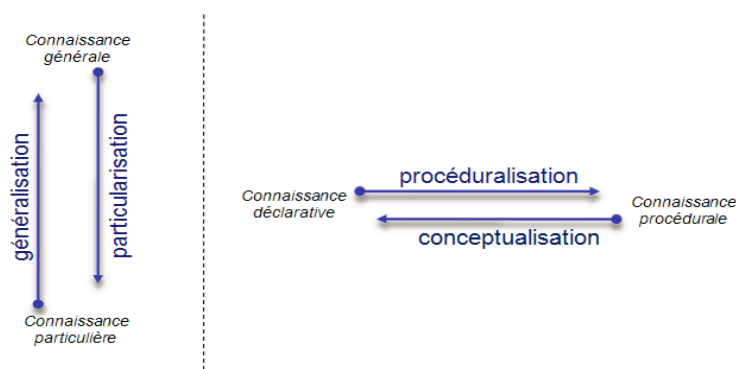 Connaissance
générale
généralisation
particularisation
Connaissance
particulière
procéduralisation
Connaissance
déclarative
Connaissance
procédurale
conceptualisation